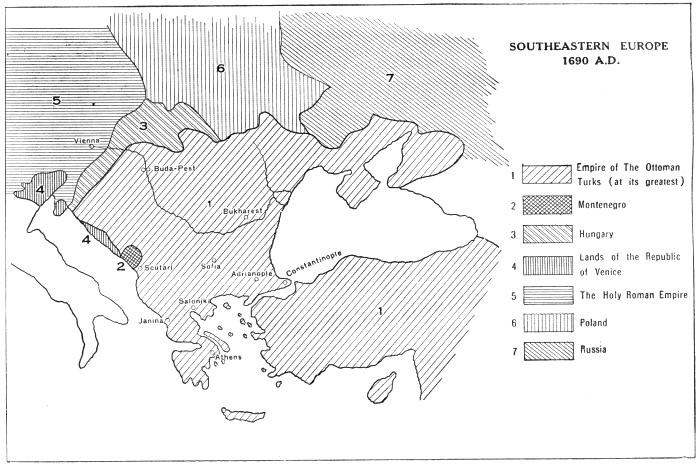 SOUTHEASTERN EUROPE
1690 A.D.
6
7
5
3
Vienna
Buda-Pest
4
1
Bukharest
4
2
Scutari
Sofia
Adrianople
Constantinople
Salonika
Janina
1
Athens
1 Empire of The Ottoman
Turks (at its greatest)
2 Montenegro
3 Hungary
4 Lands of the Republic
of Venice
5 The Holy Roman Empire
6 Poland
7 Russia